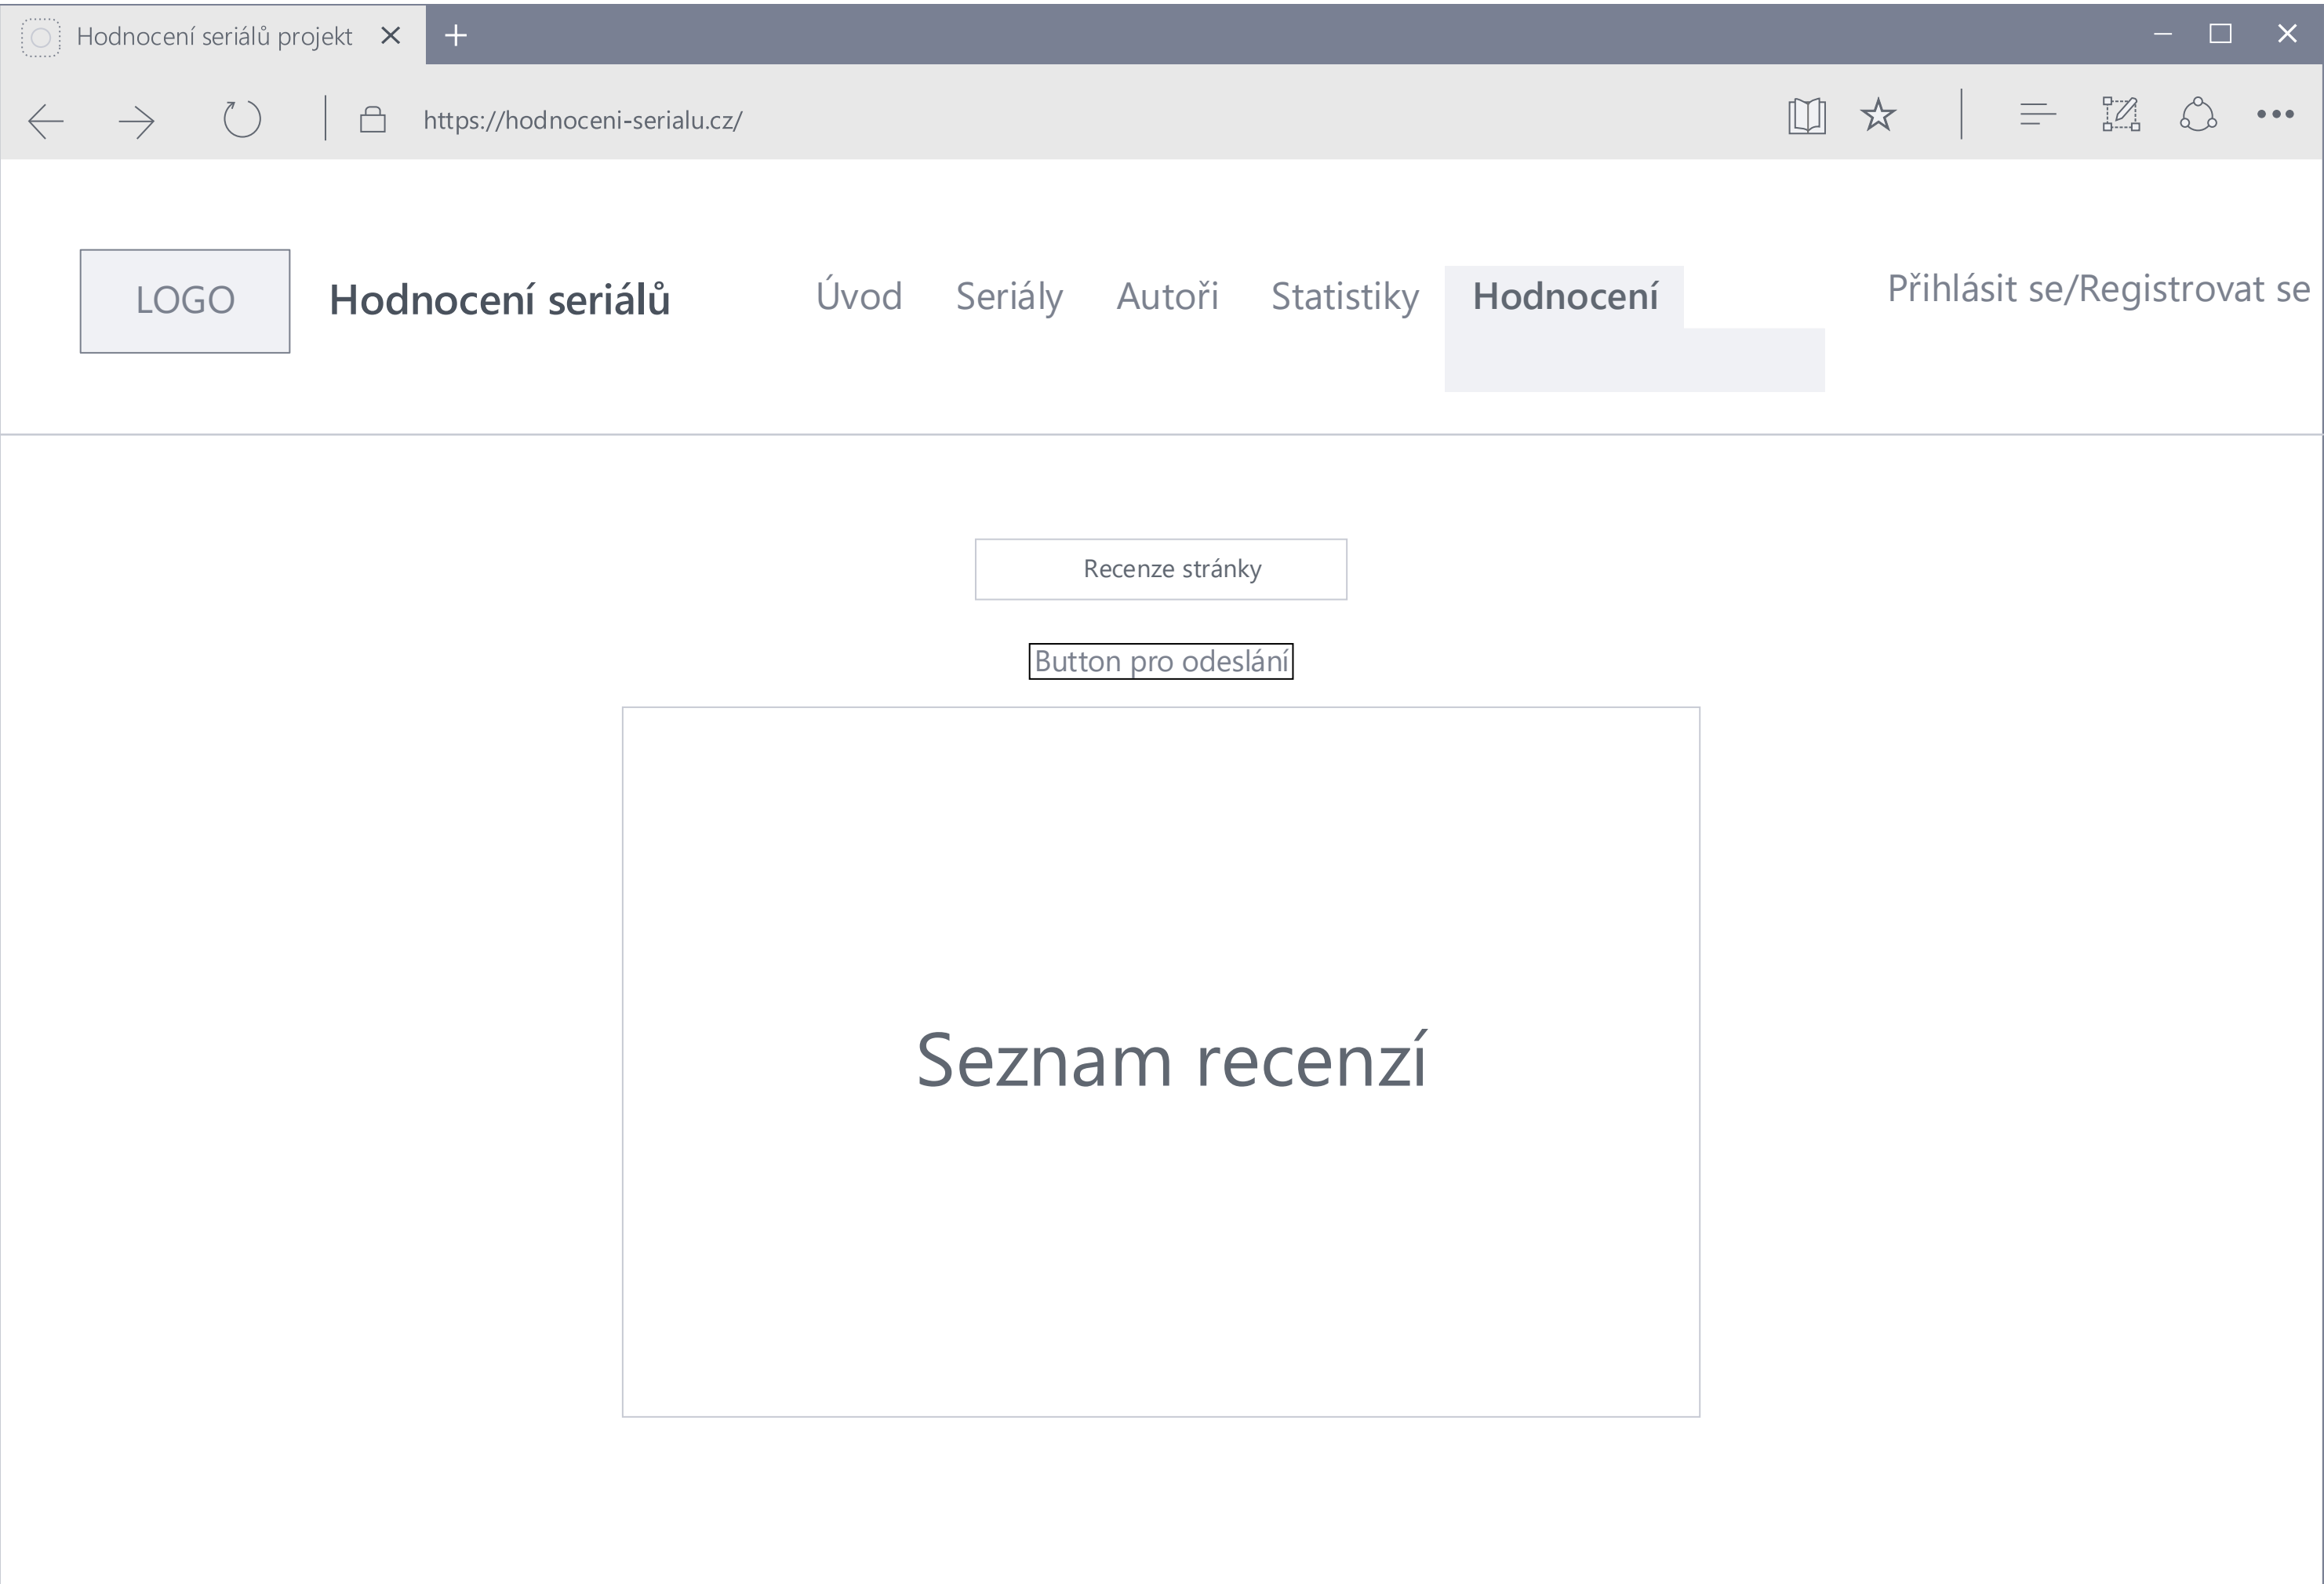 Hodnocení seriálů projekt
https://hodnoceni-serialu.cz/
LOGO
Hodnocení seriálů
Úvod
Seriály
Autoři
Statistiky
Hodnocení
Přihlásit se/Registrovat se
Recenze stránky
Button pro odeslání
Seznam recenzí